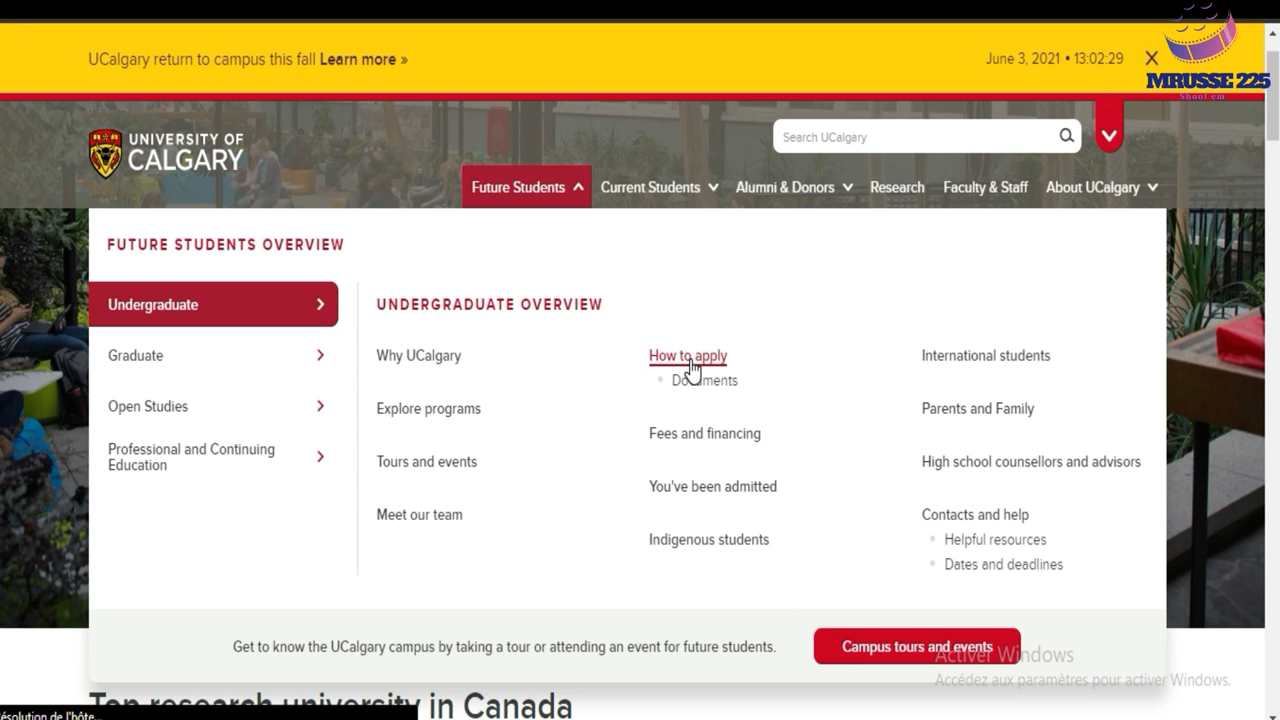 UCalgary return to campus this fall Learn more »
June 3, 2021 • 13:02:29
MRUSSE 225
Shoot em
UNIVERSITY OF
CALGARY
Search UCalgary
Future Students
Current Students
Alumni & Donors
Research
Faculty & Staff
About UCalgary
FUTURE STUDENTS OVERVIEW
Undergraduate
Graduate
Open Studies
Professional and Continuing
Education
UNDERGRADUATE OVERVIEW
Why UCalgary
Explore programs
Tours and events
Meet our team
How to apply
Documents
Fees and financing
You've been admitted
Indigenous students
International students
Parents and Family
High school counsellors and advisors
Contacts and help
Helpful resources
Dates and deadlines
Get to know the UCalgary campus by taking a tour or attending an event for future students.
Campus tours and events
Activer Windows
Accédez aux paramètres pour activer Windows.
Top research university in Canada
ésolution de l'hôte...